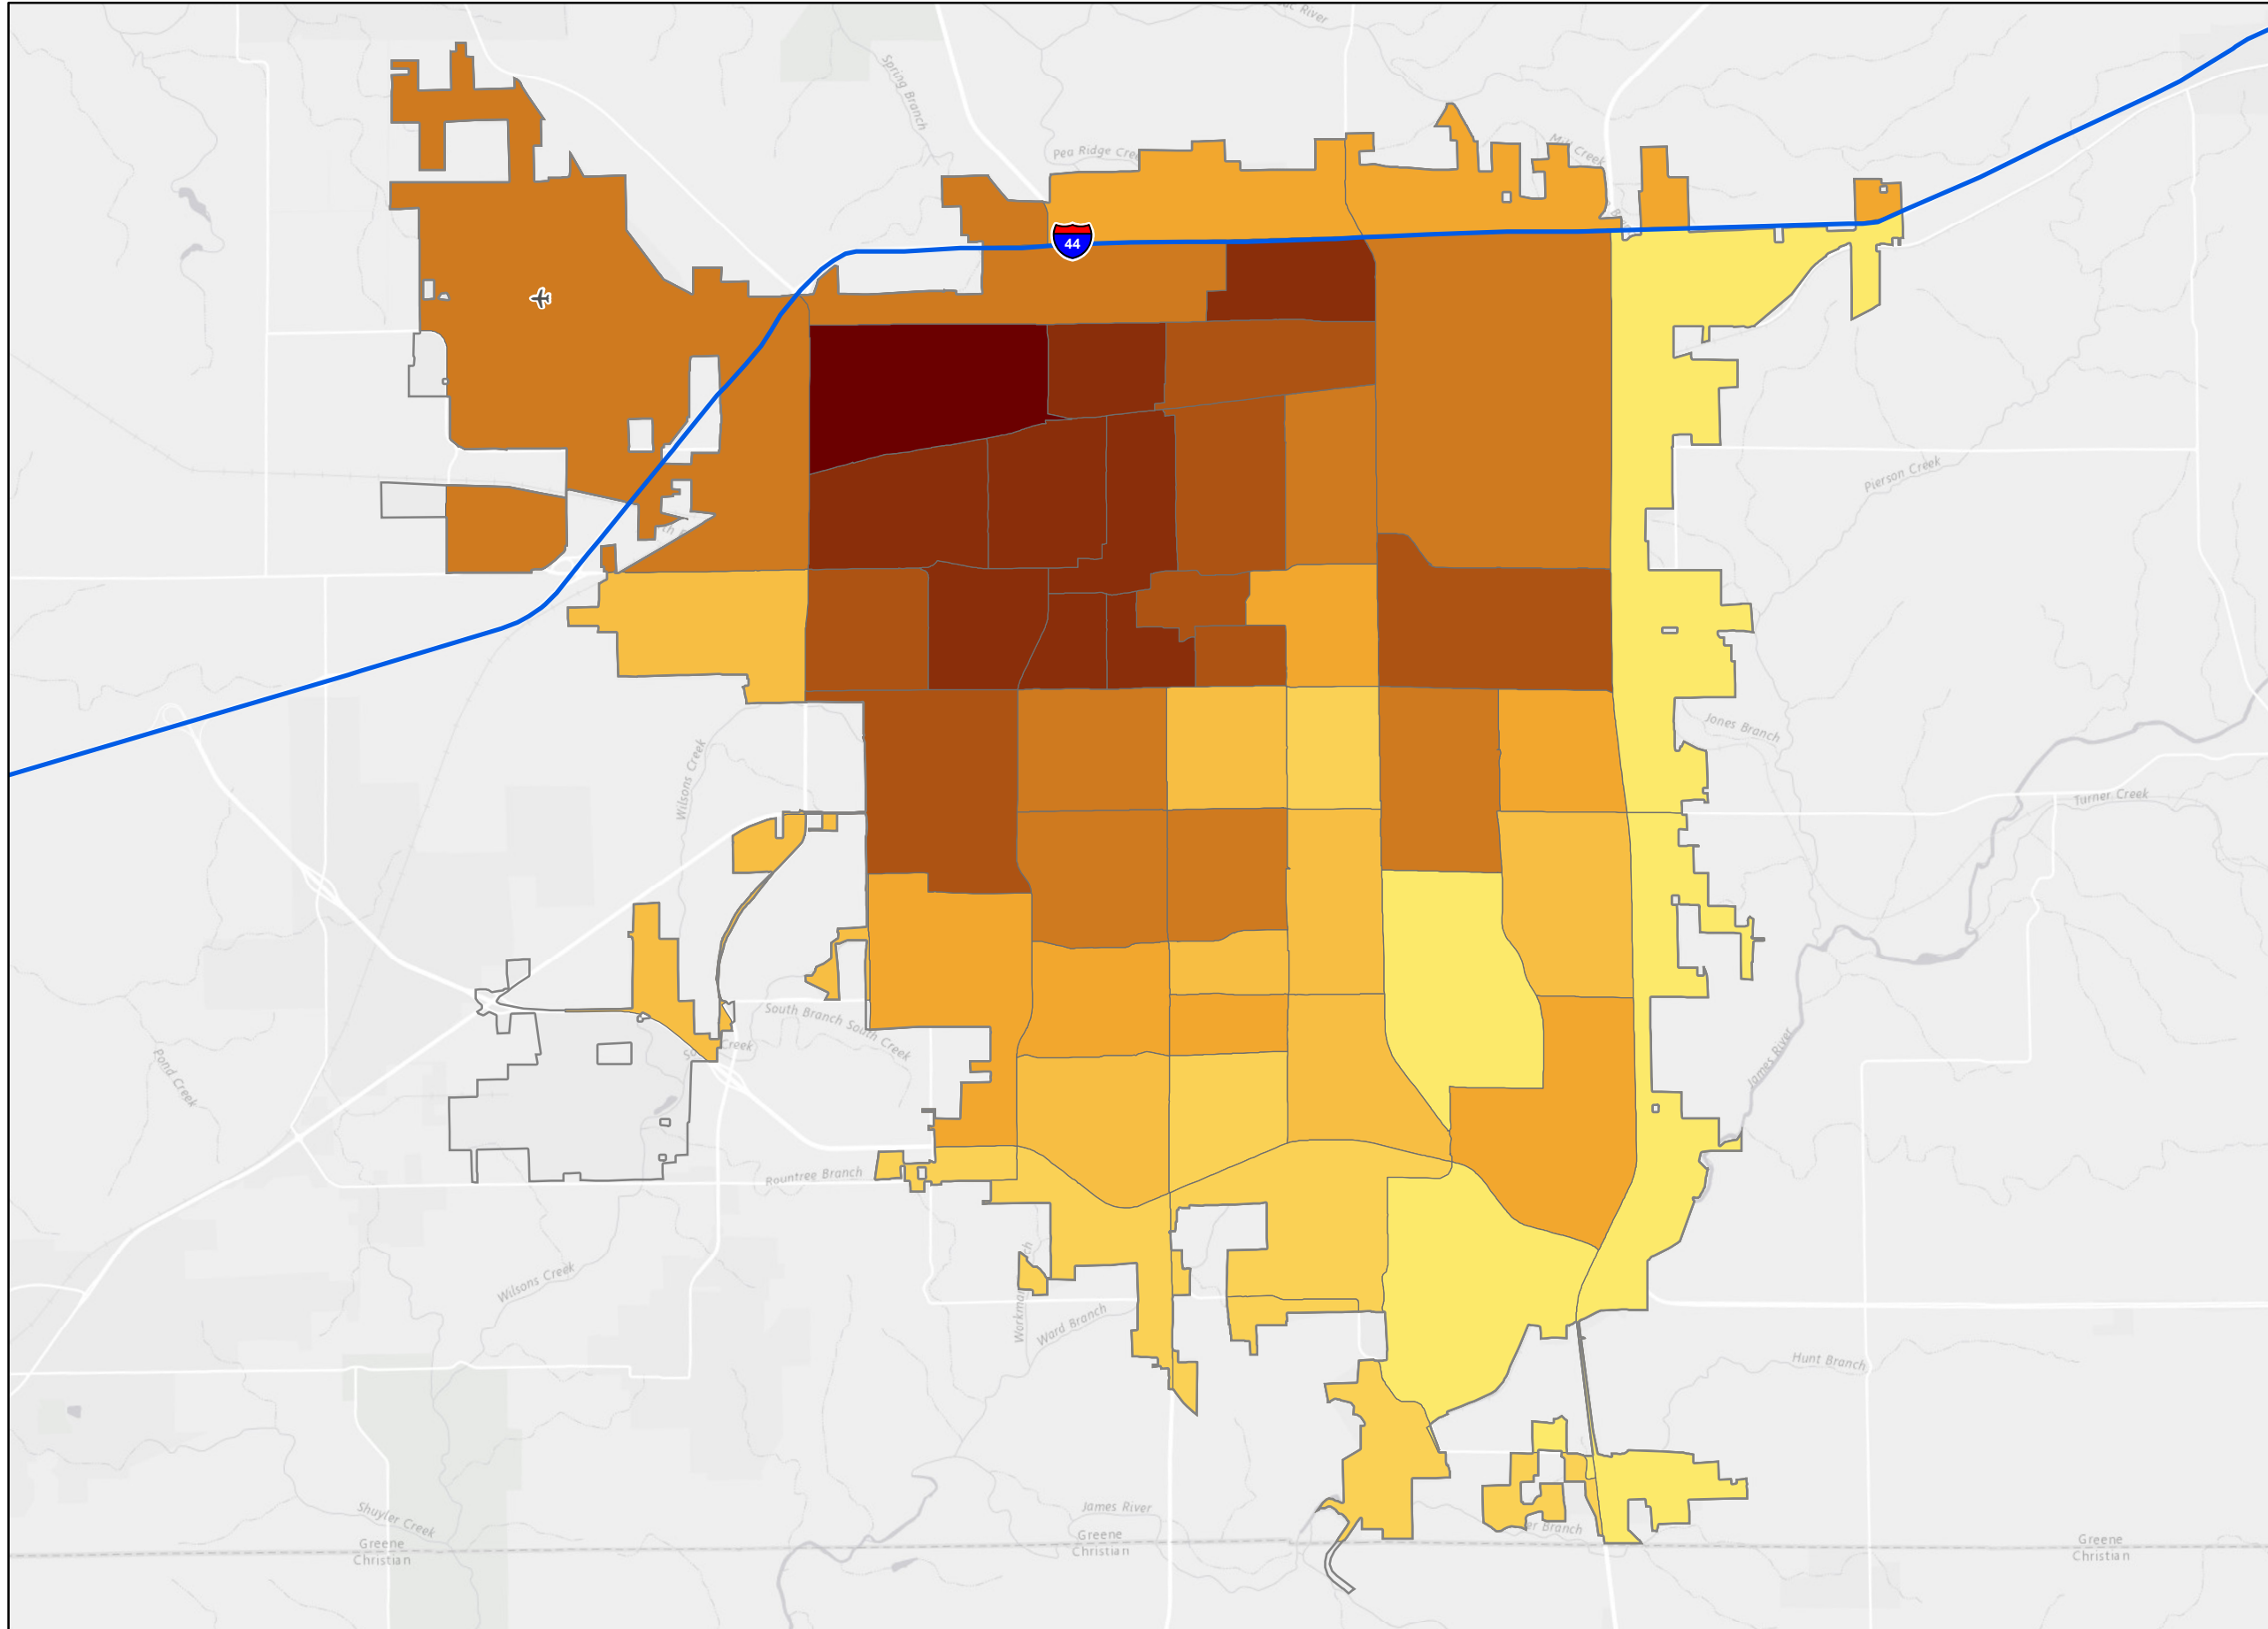 Spring Branch
River
Pea Ridge Cree
Mill Creek
44
Pierson Creek
Jones Branch
Turner Creek
Wilsons Creek
South Branch South Creek
Creek
Pond Creek
James River
Rountree Branch
Wilsons Creek
Workman
Ward Branch
Hunt Branch
Shuyler Creek
James River
Branch
Greene
Christian
Greene
Christian
Greene
Christian